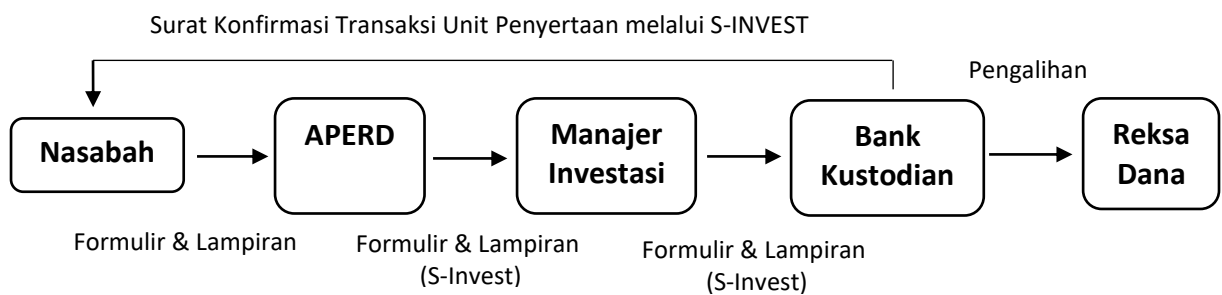 Surat Konfirmasi Transaksi Unit Penyertaan melalui S-INVEST
Pengalihan
Nasabah
APERD
Manajer
Investasi
Bank
Kustodian
Reksa
Dana
Formulir & Lampiran
Formulir & Lampiran
(S-Invest)
Formulir & Lampiran
(S-Invest)